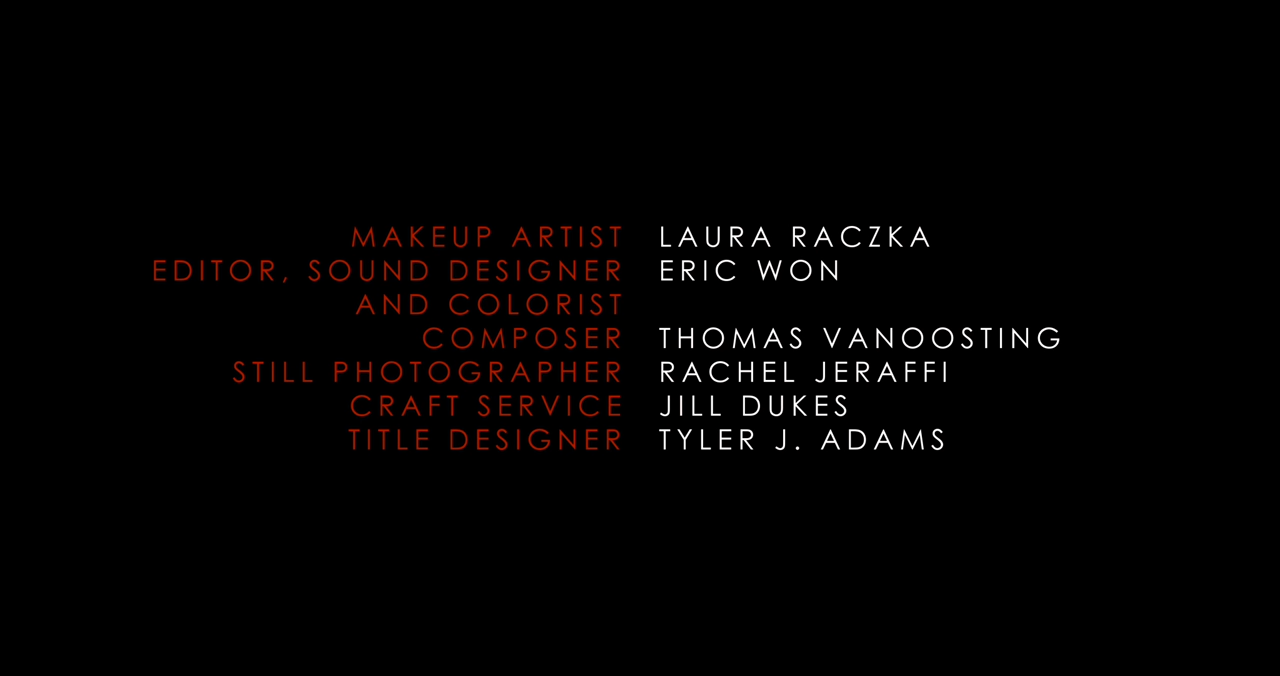 MAKEUP ARTIST LAURA RACZKA
EDITOR, SOUND DESIGNER ERIC WON
AND COLORIST
COMPOSER THOMAS VANOOSTING
STILL PHOTOGRAPHER RACHEL JERAFFI
CRAFT SERVICE JILL DUKES
TITLE DESIGNER TYLER J. ADAMS